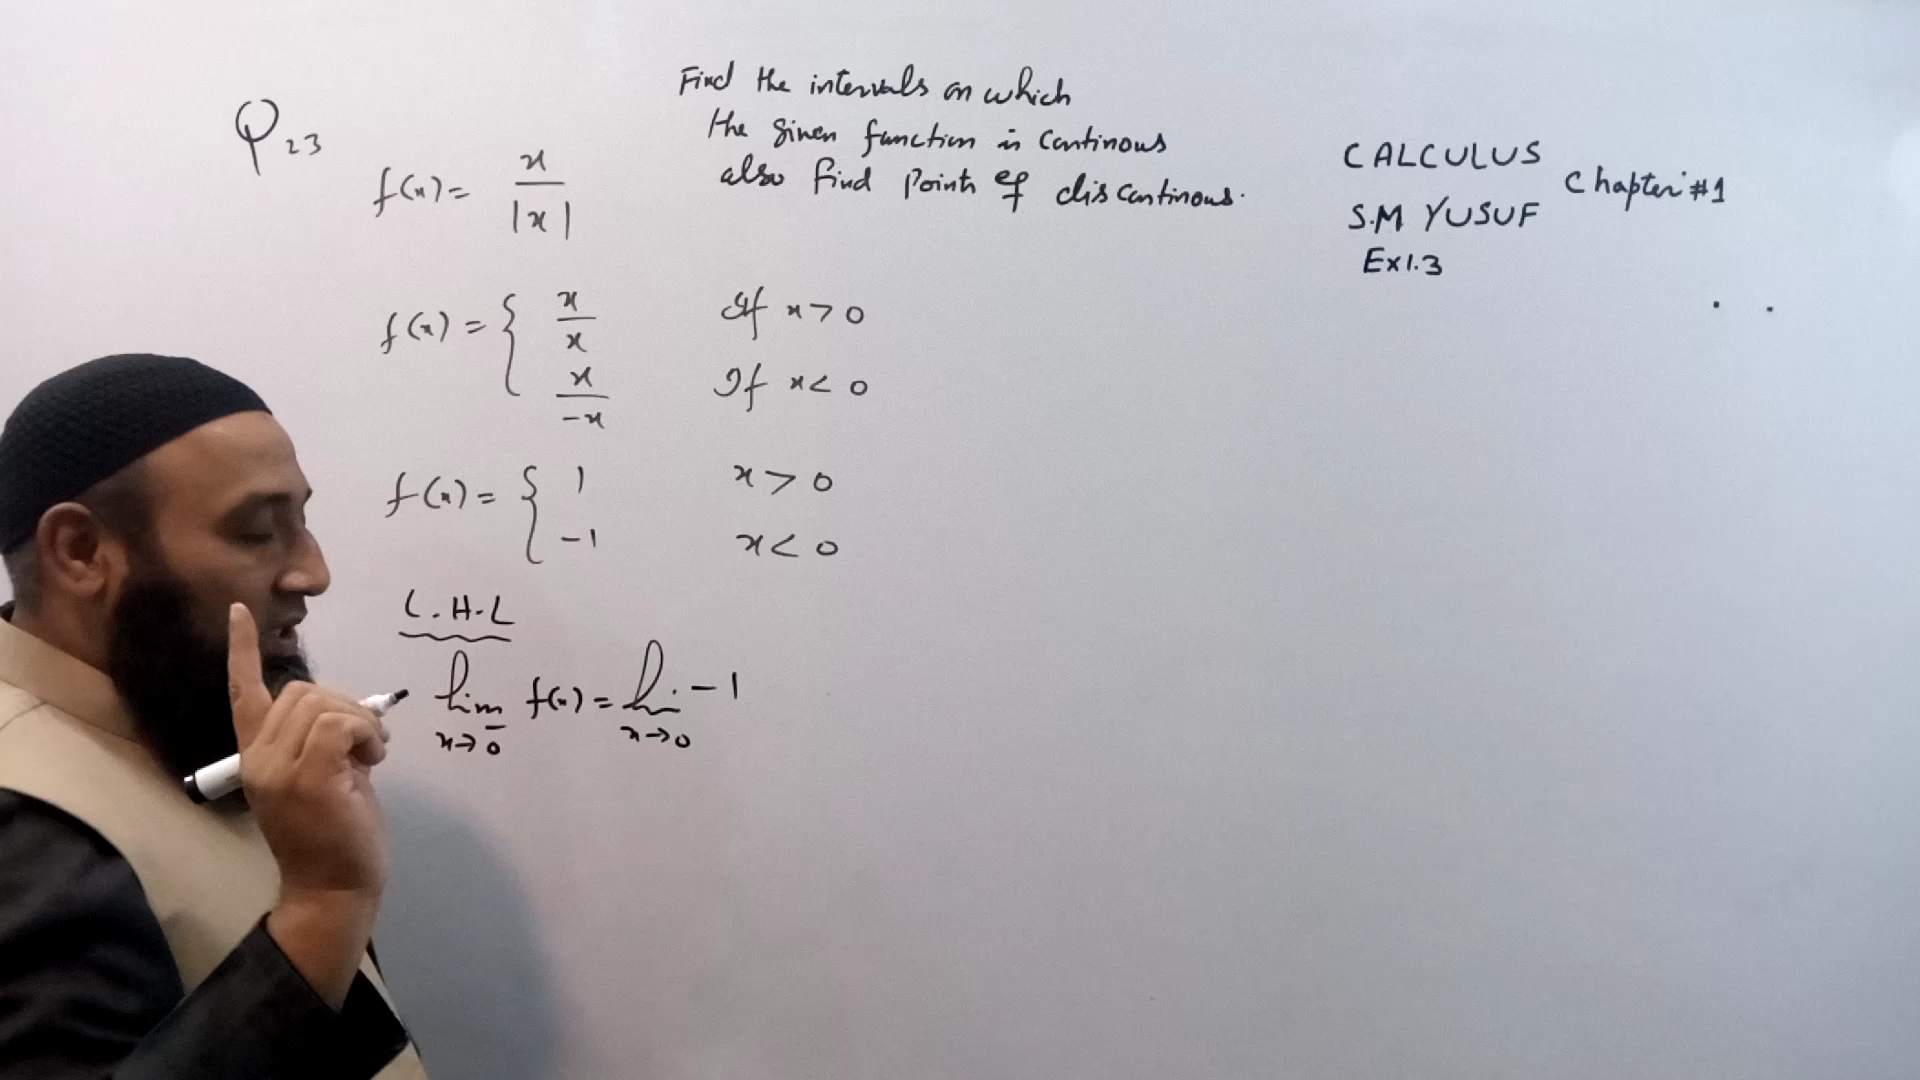 Q23
f(x) = x / |x|
Find the intervals on which
the given function is continous
also find points of discontinous.
CALCULUS
S.M YUSUF
Ex1.3
Chapter #1
f(x) = { x/x If x > 0
x/-x If x < 0
f(x) = { 1 x > 0
-1 x < 0
L.H.L
lim x→0⁻ f(x) = lim x→0 -1